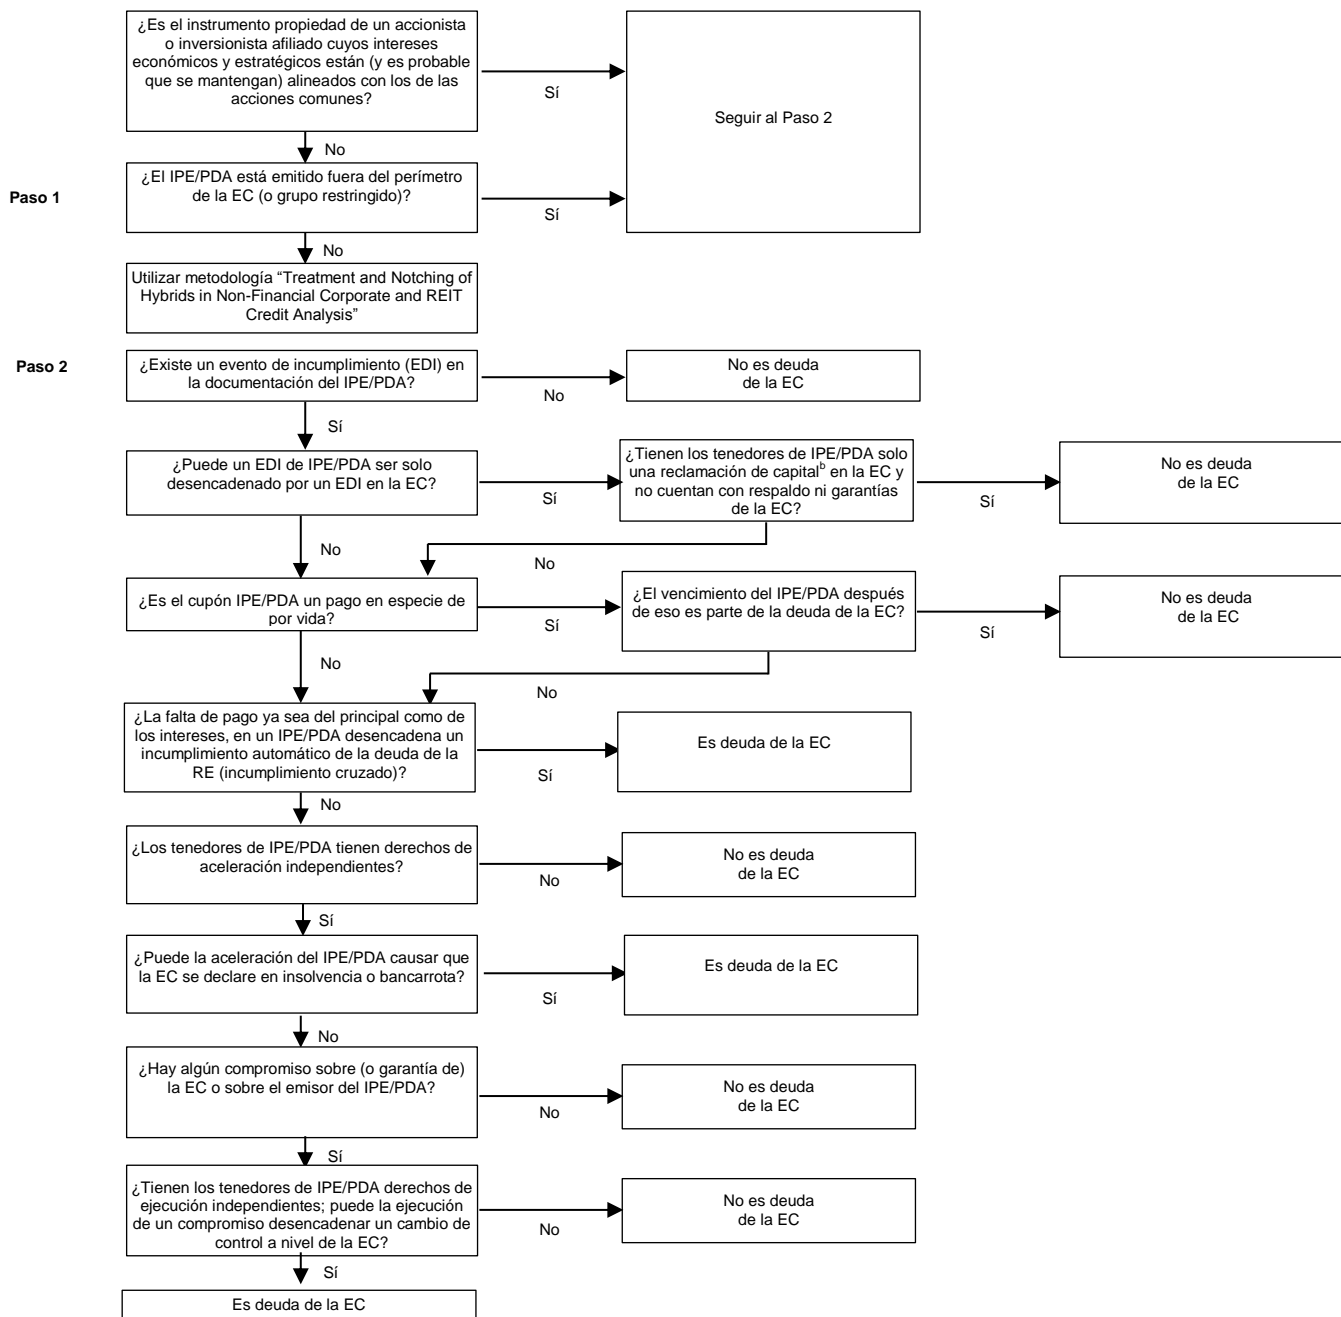 ¿Es el instrumento propiedad de un accionista
o inversionista afiliado cuyos intereses
económicos y estratégicos están (y es probable
que se mantengan) alineados con los de las
acciones comunes?
Sí
Seguir al Paso 2
No
Paso 1
¿El IPE/PDA está emitido fuera del perímetro
de la EC (o grupo restringido)?
Sí
No
Utilizar metodología “Treatment and Notching of
Hybrids in Non-Financial Corporate and REIT
Credit Analysis”
Paso 2
¿Existe un evento de incumplimiento (EDI) en
la documentación del IPE/PDA?
No
No es deuda
de la EC
Sí
¿Puede un EDI de IPE/PDA ser solo
desencadenado por un EDI en la EC?
Sí
¿Tienen los tenedores de IPE/PDA solo
una reclamación de capitalᵇ en la EC y
no cuentan con respaldo ni garantías
de la EC?
Sí
No es deuda
de la EC
No
No
¿Es el cupón IPE/PDA un pago en especie de
por vida?
Sí
¿El vencimiento del IPE/PDA después
de eso es parte de la deuda de la EC?
Sí
No es deuda
de la EC
No
No
¿La falta de pago ya sea del principal como de
los intereses, en un IPE/PDA desencadena un
incumplimiento automático de la deuda de la
RE (incumplimiento cruzado)?
Sí
Es deuda de la EC
No
¿Los tenedores de IPE/PDA tienen derechos de
aceleración independientes?
No
No es deuda
de la EC
Sí
¿Puede la aceleración del IPE/PDA causar que
la EC se declare en insolvencia o bancarrota?
Sí
Es deuda de la EC
No
¿Hay algún compromiso sobre (o garantía de)
la EC o sobre el emisor del IPE/PDA?
No
No es deuda
de la EC
Sí
¿Tienen los tenedores de IPE/PDA derechos de
ejecución independientes; puede la ejecución
de un compromiso desencadenar un cambio de
control a nivel de la EC?
No
No es deuda
de la EC
Sí
Es deuda de la EC